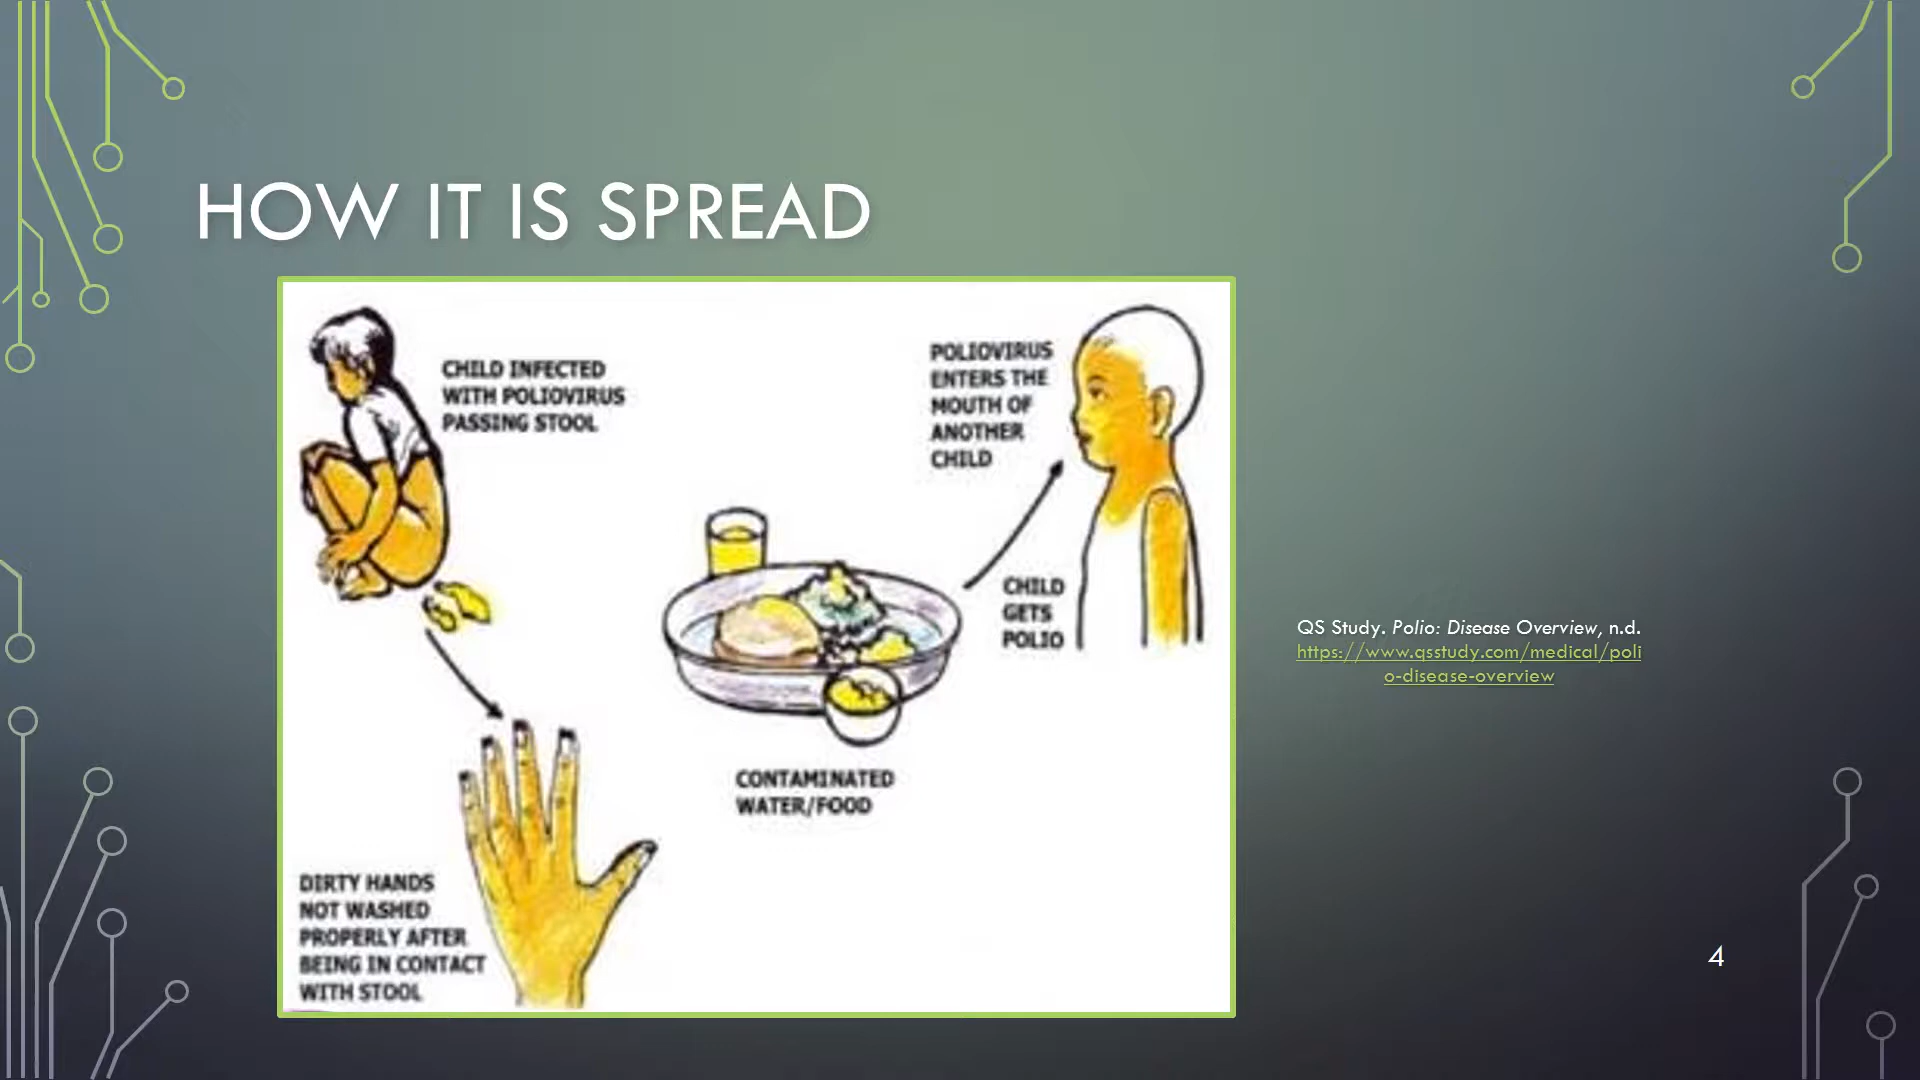 HOW IT IS SPREAD
CHILD INFECTED
WITH POLIOVIRUS
PASSING STOOL
POLIOVIRUS
ENTERS THE
MOUTH OF
ANOTHER
CHILD
CHILD
GETS
POLIO
CONTAMINATED
WATER/FOOD
DIRTY HANDS
NOT WASHED
PROPERLY AFTER
BEING IN CONTACT
WITH STOOL
QS Study. Polio: Disease Overview, n.d.
https://www.qsstudy.com/medical/poli
o-disease-overview
4